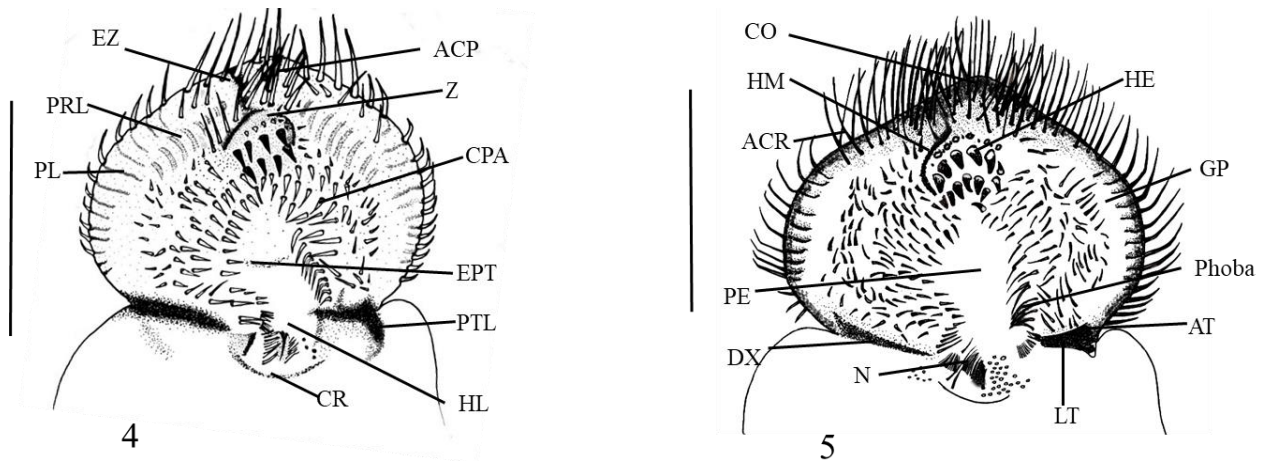 EZ
ACP
Z
PRL
PL
CPA
EPT
PTL
CR
HL
4
CO
HM
HE
ACR
GP
PE
Phoba
DX
N
AT
LT
5